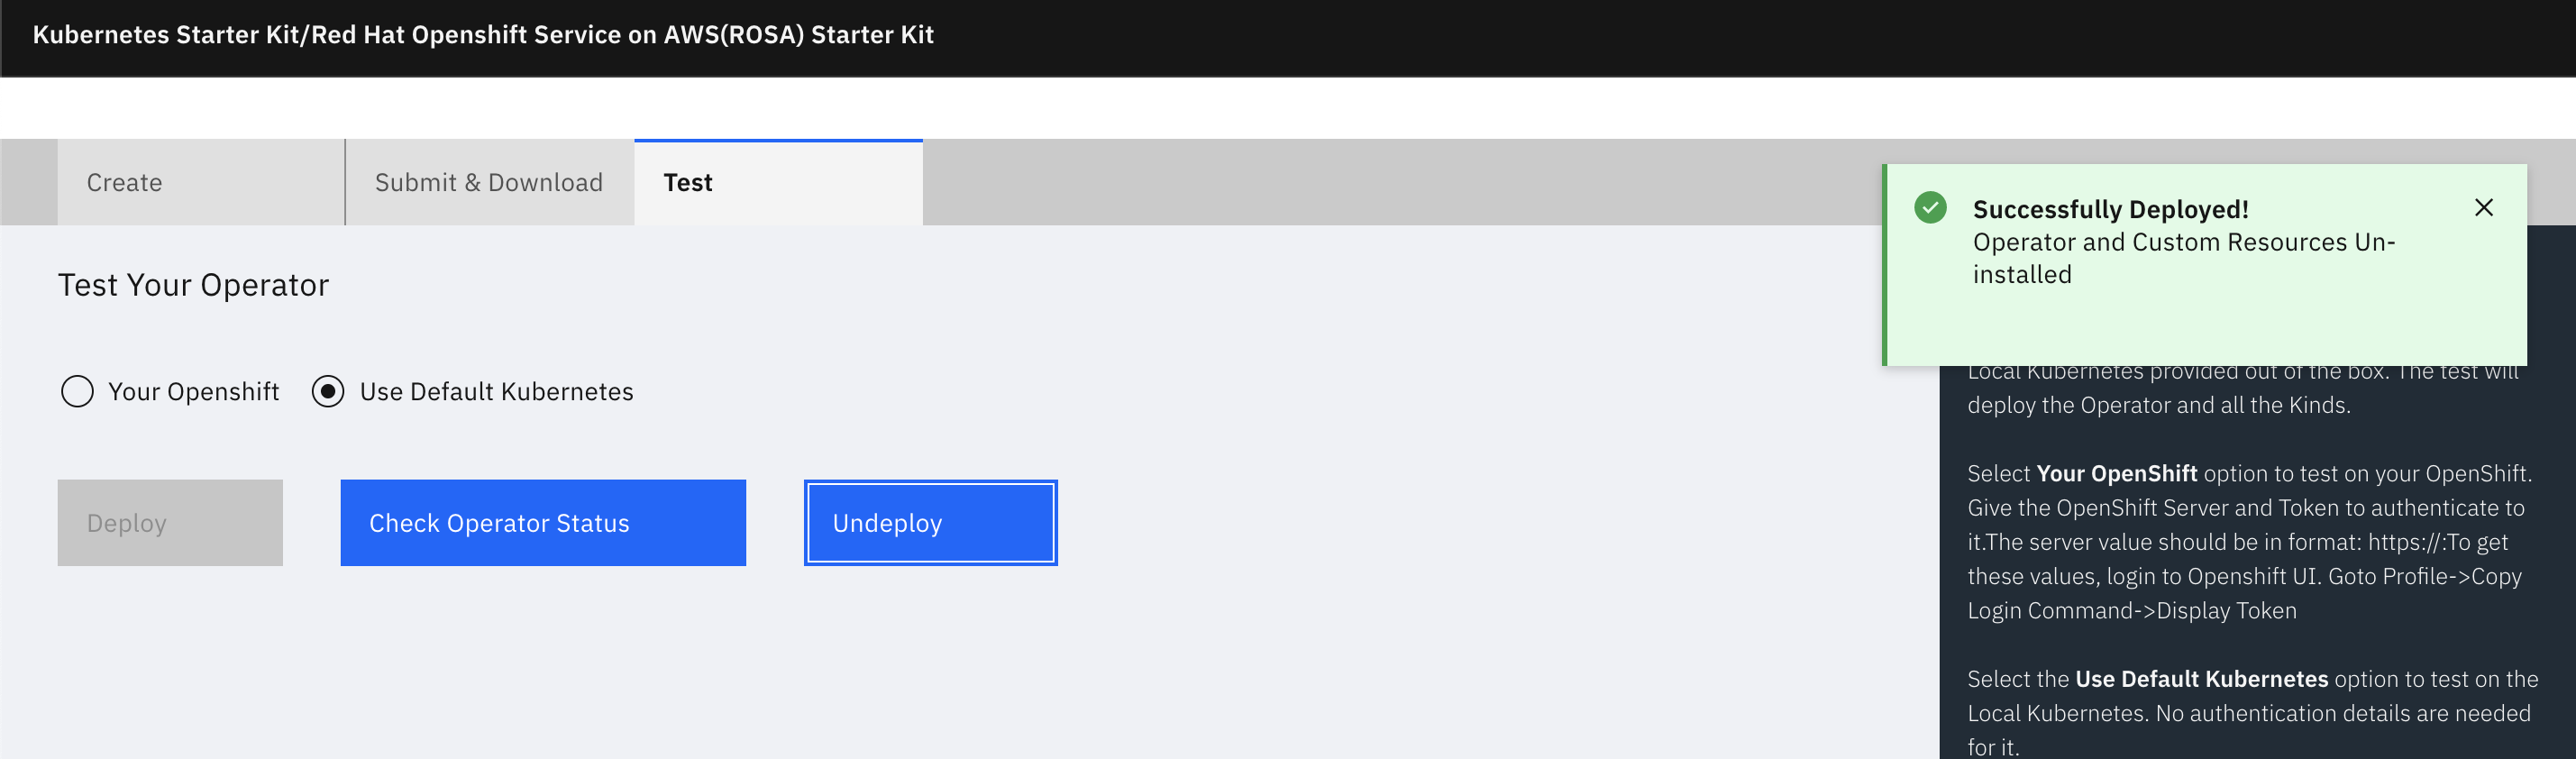 Kubernetes Starter Kit/Red Hat Openshift Service on AWS(ROSA) Starter Kit
Create
Submit & Download
Test
Successfully Deployed!
Operator and Custom Resources Un-
installed
Test Your Operator
Your Openshift
Use Default Kubernetes
Deploy
Check Operator Status
Undeploy
Local Kubernetes provided out of the box. The test will
deploy the Operator and all the Kinds.
Select Your OpenShift option to test on your OpenShift.
Give the OpenShift Server and Token to authenticate to
it.The server value should be in format: https://:To get
these values, login to Openshift UI. Goto Profile->Copy
Login Command->Display Token
Select the Use Default Kubernetes option to test on the
Local Kubernetes. No authentication details are needed
for it.